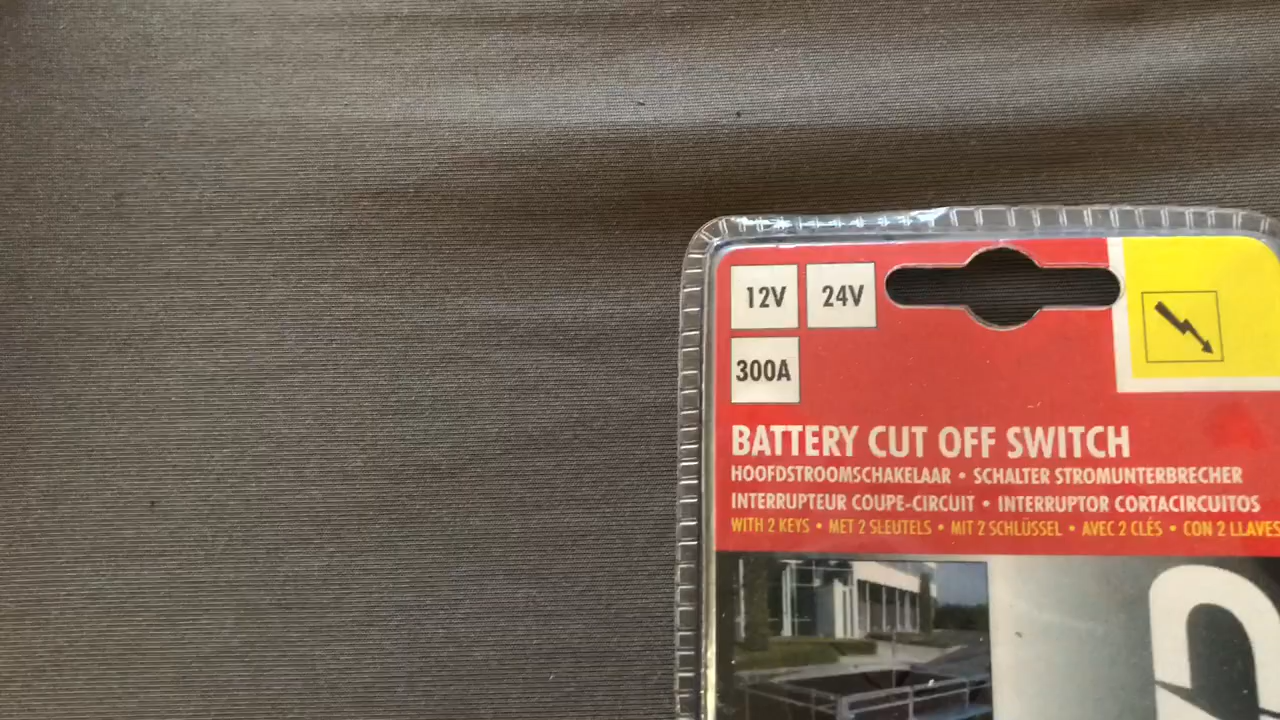 12V 24V
300A
BATTERY CUT OFF SWITCH
HOOFDSTROOMSCHAKELAAR • SCHALTER STROMUNTERBRECHER
INTERRUPTEUR COUPE-CIRCUIT • INTERRUPTOR CORTACIRCUITOS
WITH 2 KEYS • MET 2 SLEUTELS • MIT 2 SCHLÜSSEL • AVEC 2 CLÉS • CON 2 LLAVES